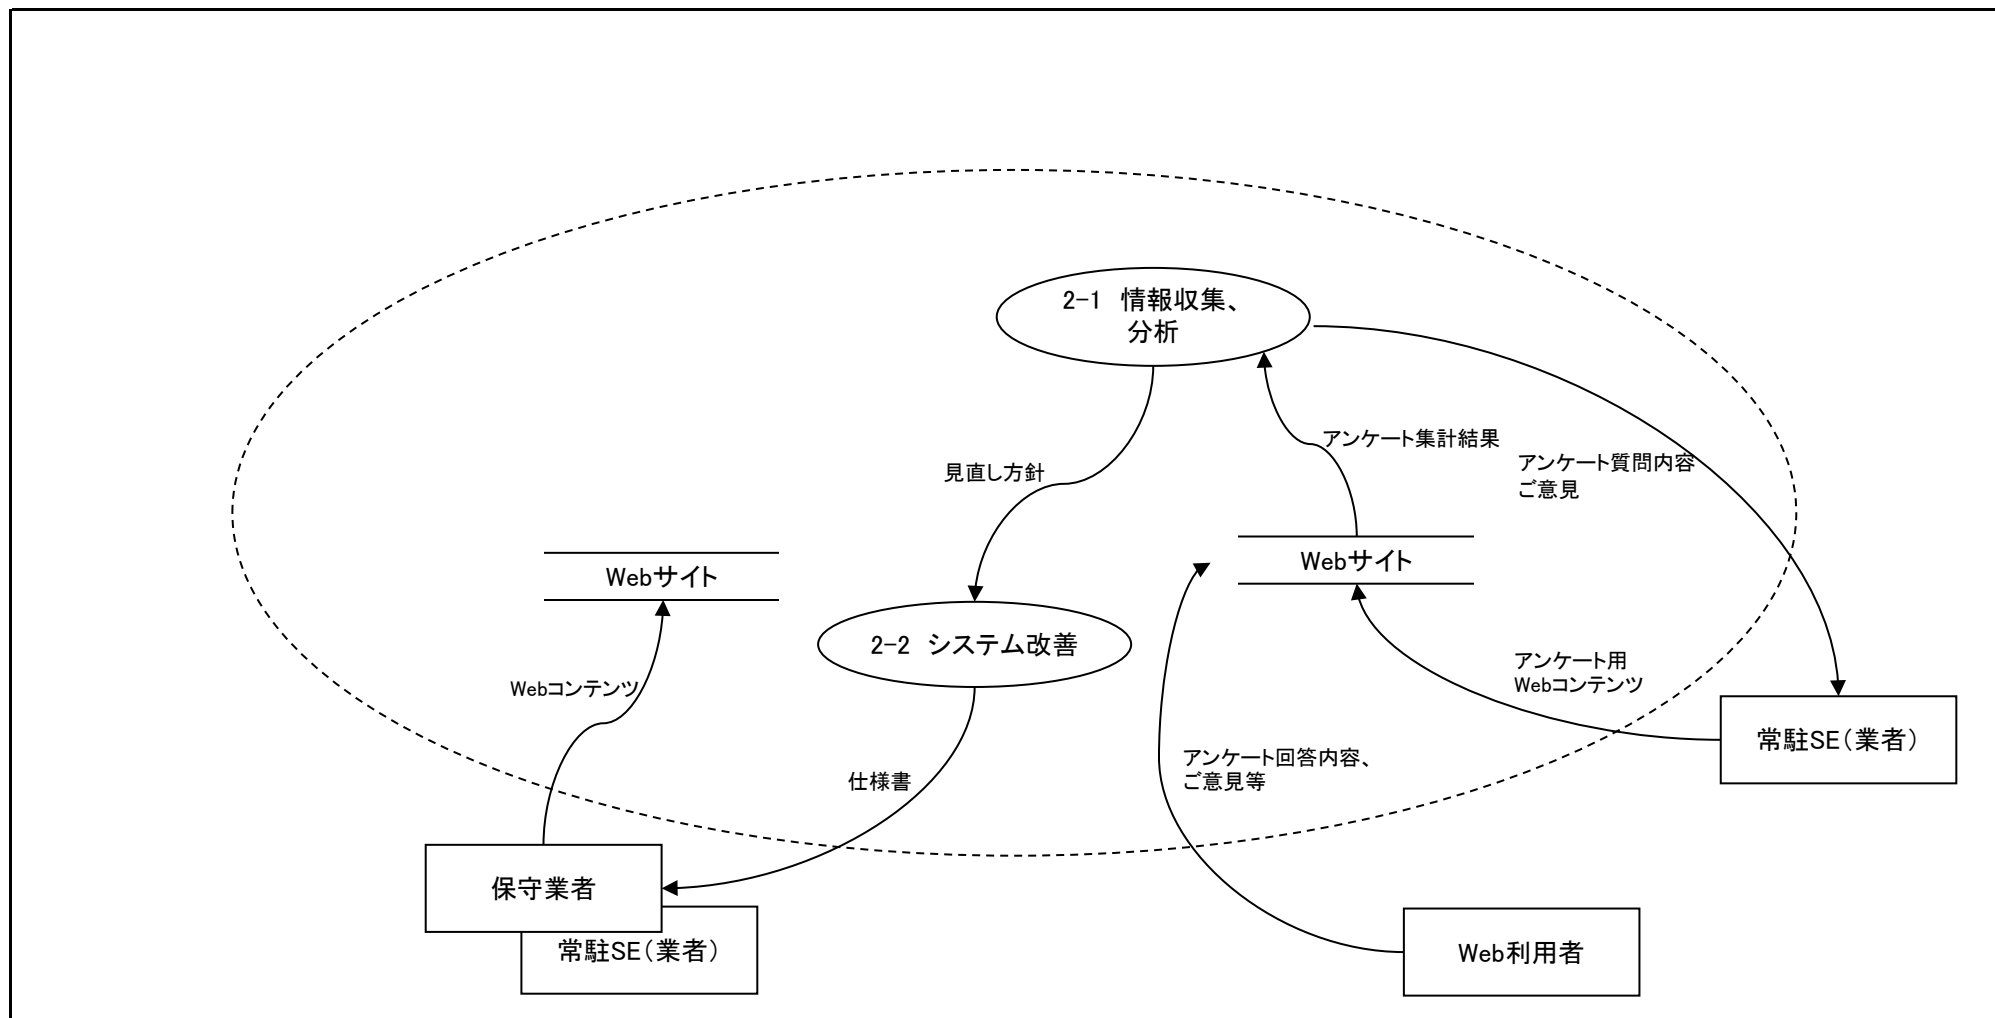 2-1 情報収集、
分析
アンケート集計結果
アンケート質問内容
ご意見
見直し方針
Webサイト
Webサイト
2-2 システム改善
Webコンテンツ
アンケート用
Webコンテンツ
常駐SE（業者）
アンケート回答内容、
ご意見等
仕様書
保守業者
常駐SE（業者）
Web利用者